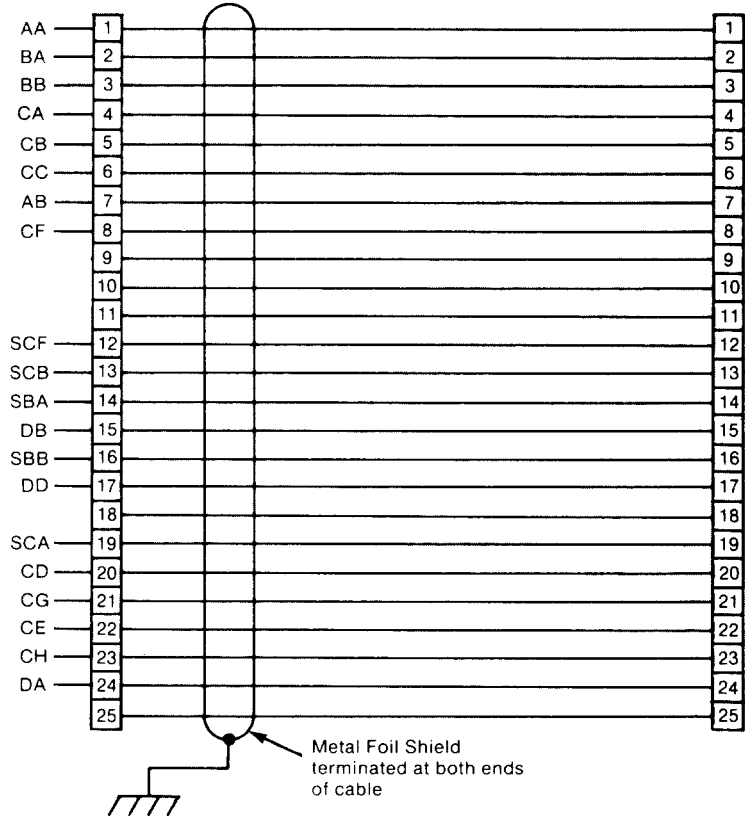 AA 1 1
BA 2 2
BB 3 3
CA 4 4
CB 5 5
CC 6 6
AB 7 7
CF 8 8
9 9
10 10
11 11
SCF 12 12
SCB 13 13
SBA 14 14
DB 15 15
SBB 16 16
DD 17 17
18 18
SCA 19 19
CD 20 20
CG 21 21
CE 22 22
CH 23 23
DA 24 24
25 25
Metal Foil Shield
terminated at both ends
of cable